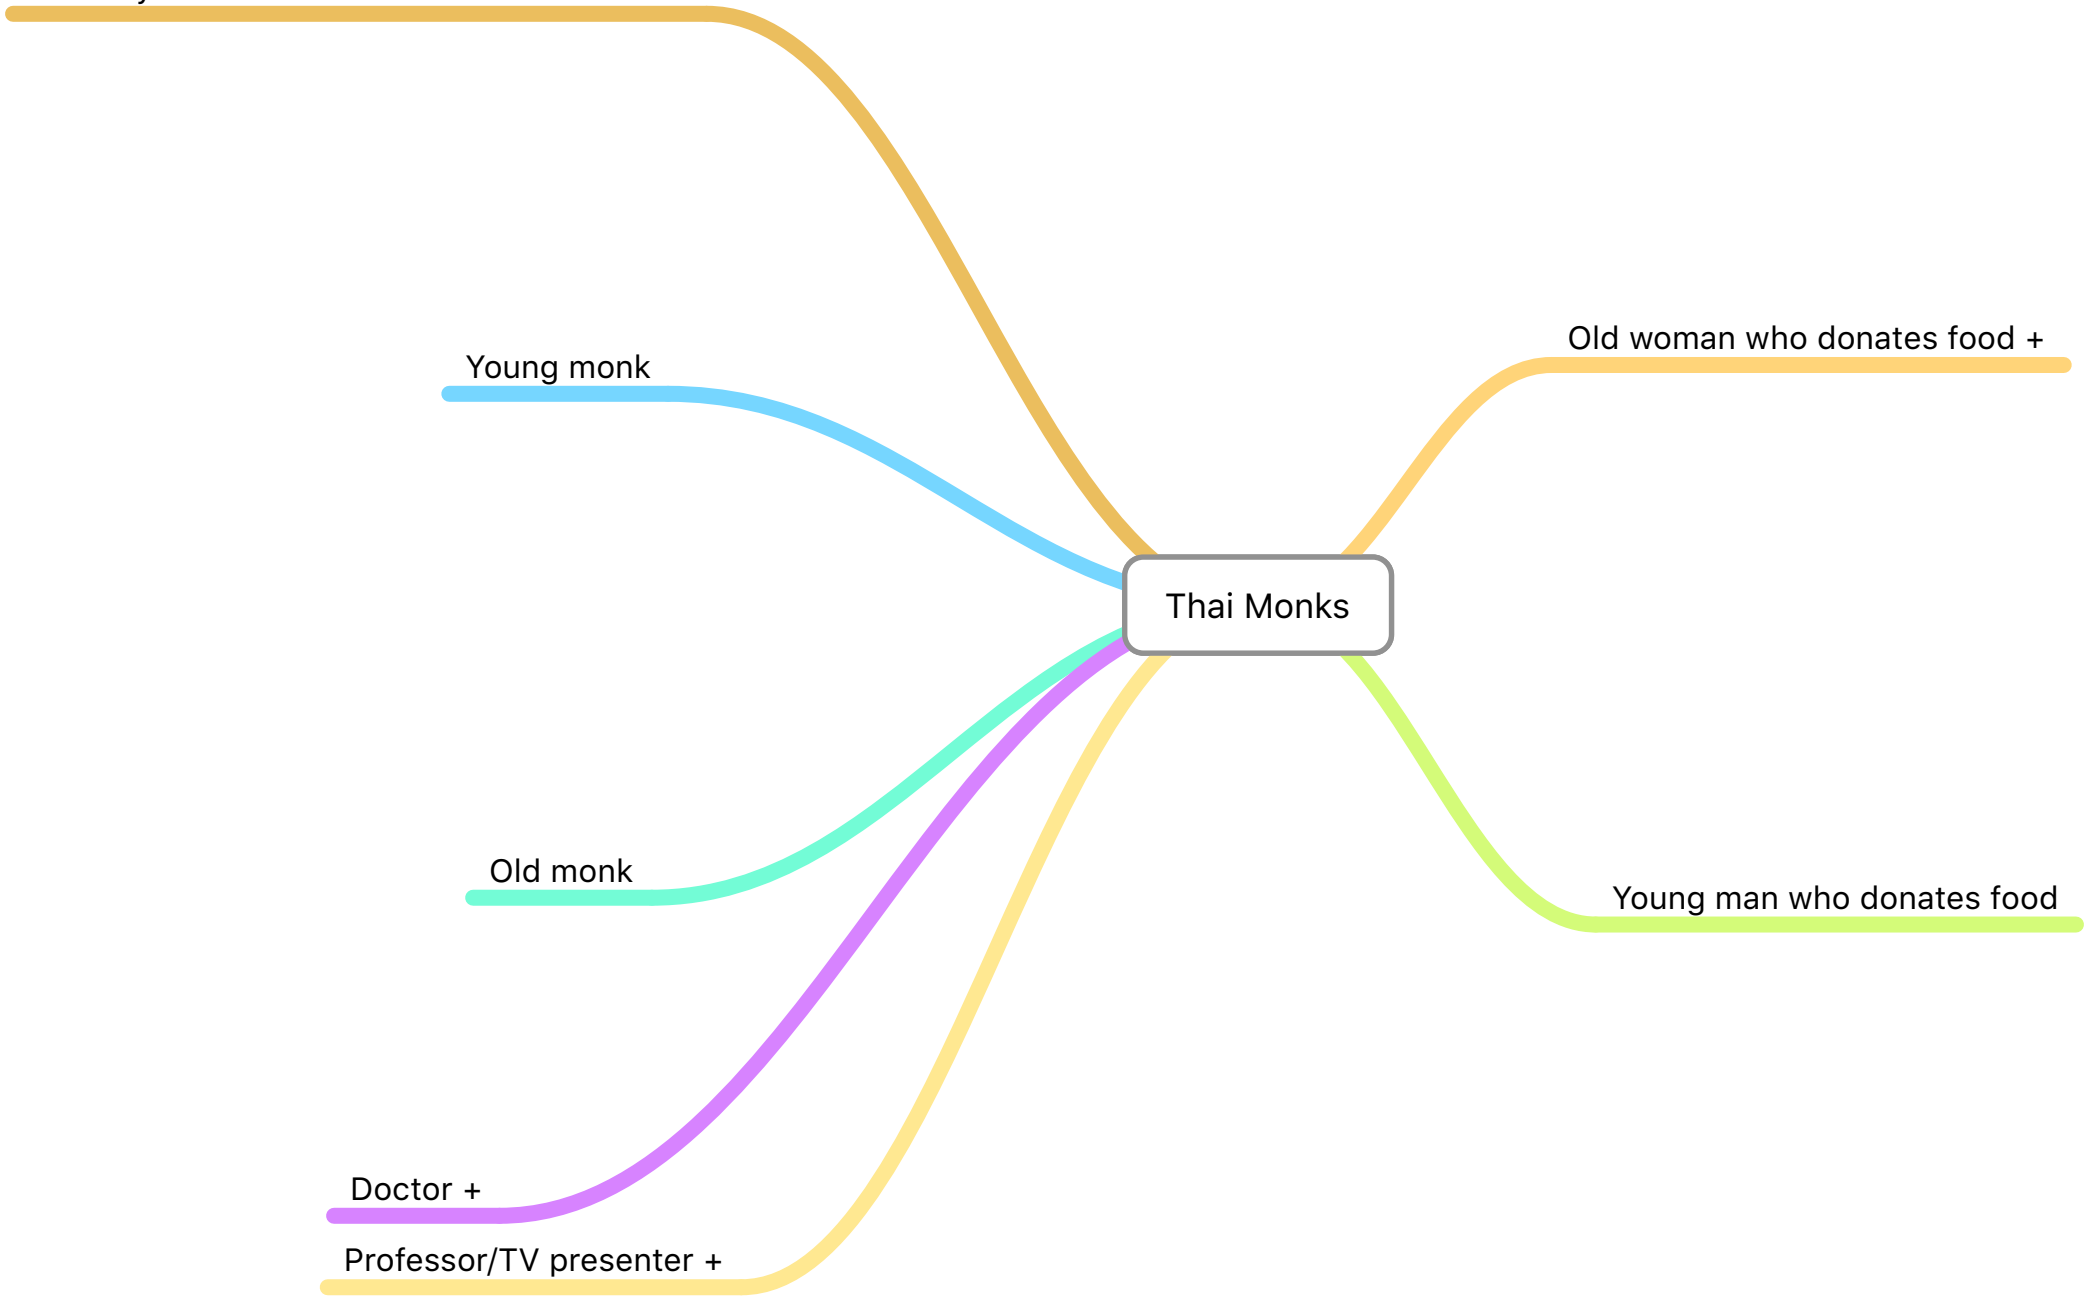 Young monk
Old woman who donates food +
Thai Monks
Old monk
Young man who donates food
Doctor +
Professor/TV presenter +